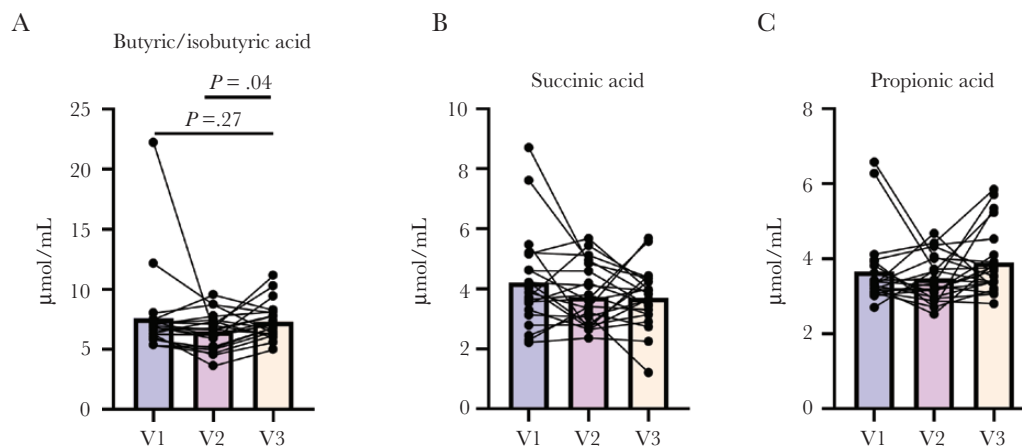 A
Butyric/isobutyric acid
P = .04
P =.27
25
20
15
10
5
0
µmol/mL
V1 V2 V3
B
Succinic acid
10
8
6
4
2
0
µmol/mL
V1 V2 V3
C
Propionic acid
8
6
4
2
0
µmol/mL
V1 V2 V3